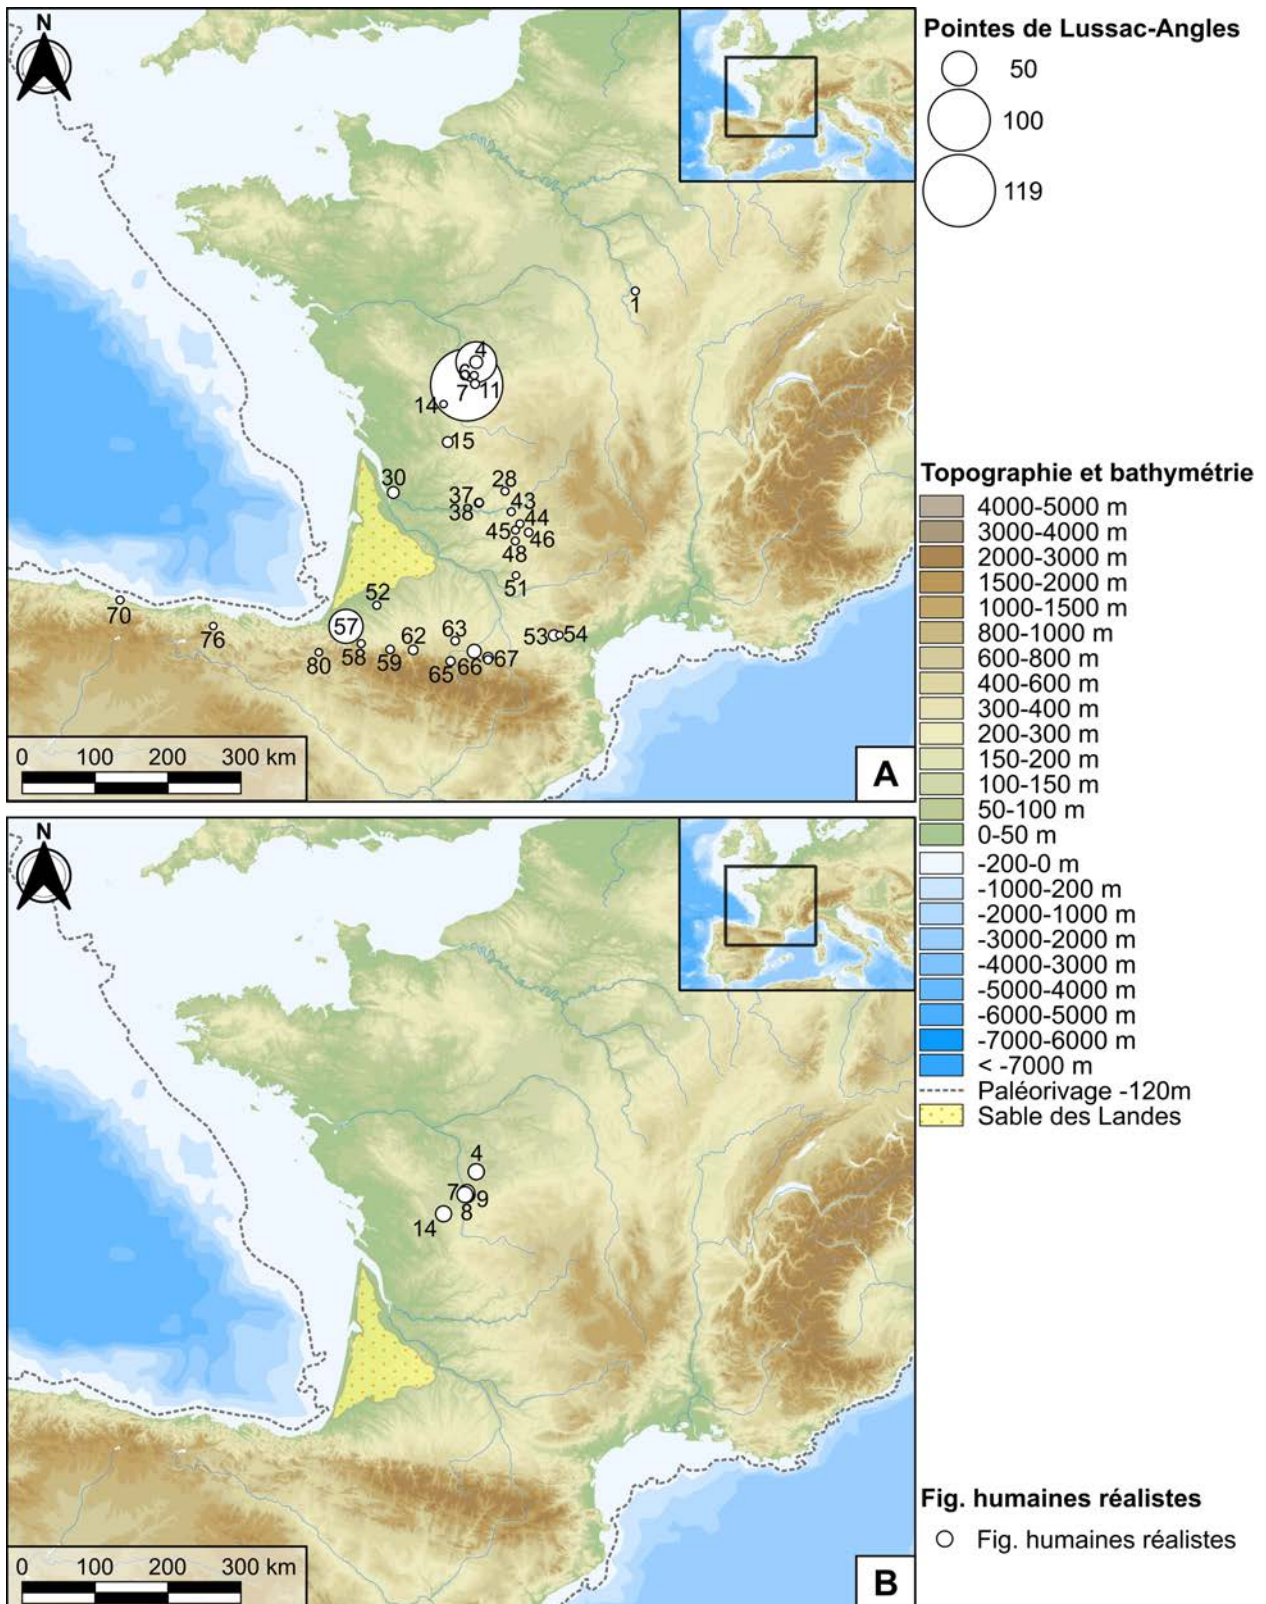 N
Pointes de Lussac-Angles
50
100
119
1
4
6
7
11
14
15
30
28
37
43
38
44
45
46
48
51
52
70
76
57
63
53
54
58
62
80
59
65
66
67
0 100 200 300 km
A
Topographie et bathymétrie
4000-5000 m
3000-4000 m
2000-3000 m
1500-2000 m
1000-1500 m
800-1000 m
600-800 m
400-600 m
300-400 m
200-300 m
150-200 m
100-150 m
50-100 m
0-50 m
-200-0 m
-1000-200 m
-2000-1000 m
-3000-2000 m
-4000-3000 m
-5000-4000 m
-6000-5000 m
-7000-6000 m
< -7000 m
Paléorivage -120m
Sable des Landes
N
4
7
9
8
14
0 100 200 300 km
B
Fig. humaines réalistes
Fig. humaines réalistes